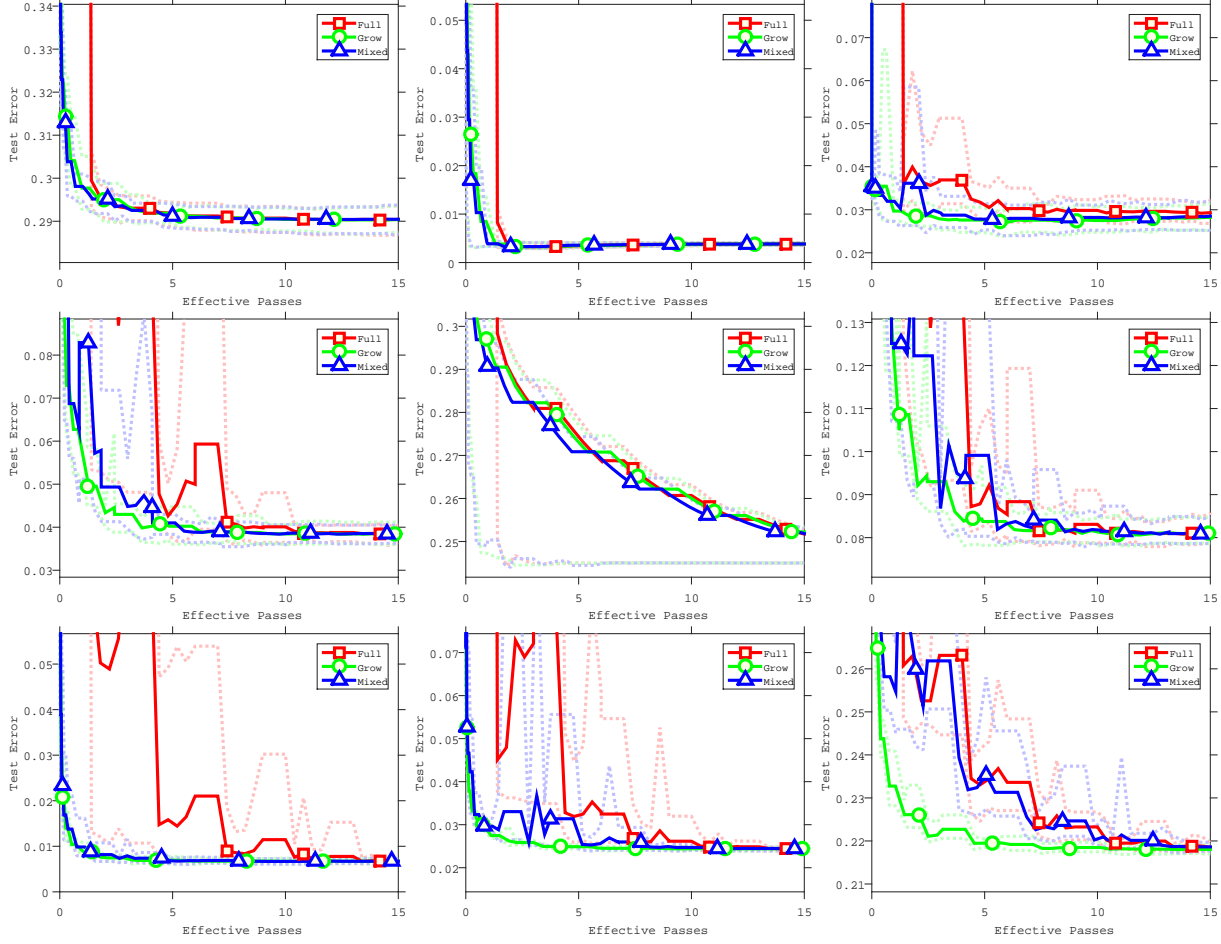 0.34
0.33
0.32
0.31
0.3
0.29
Test Error
0 5 10 15
Effective Passes
Full
Grow
Mixed
0.05
0.04
0.03
0.02
0.01
0
Test Error
0 5 10 15
Effective Passes
Full
Grow
Mixed
0.07
0.06
0.05
0.04
0.03
0.02
Test Error
0 5 10 15
Effective Passes
Full
Grow
Mixed
0.08
0.07
0.06
0.05
0.04
0.03
Test Error
0 5 10 15
Effective Passes
Full
Grow
Mixed
0.3
0.29
0.28
0.27
0.26
0.25
Test Error
0 5 10 15
Effective Passes
Full
Grow
Mixed
0.13
0.12
0.11
0.1
0.09
0.08
Test Error
0 5 10 15
Effective Passes
Full
Grow
Mixed
0.05
0.04
0.03
0.02
0.01
0
Test Error
0 5 10 15
Effective Passes
Full
Grow
Mixed
0.07
0.06
0.05
0.04
0.03
0.02
Test Error
0 5 10 15
Effective Passes
Full
Grow
Mixed
0.26
0.25
0.24
0.23
0.22
0.21
Test Error
0 5 10 15
Effective Passes
Full
Grow
Mixed